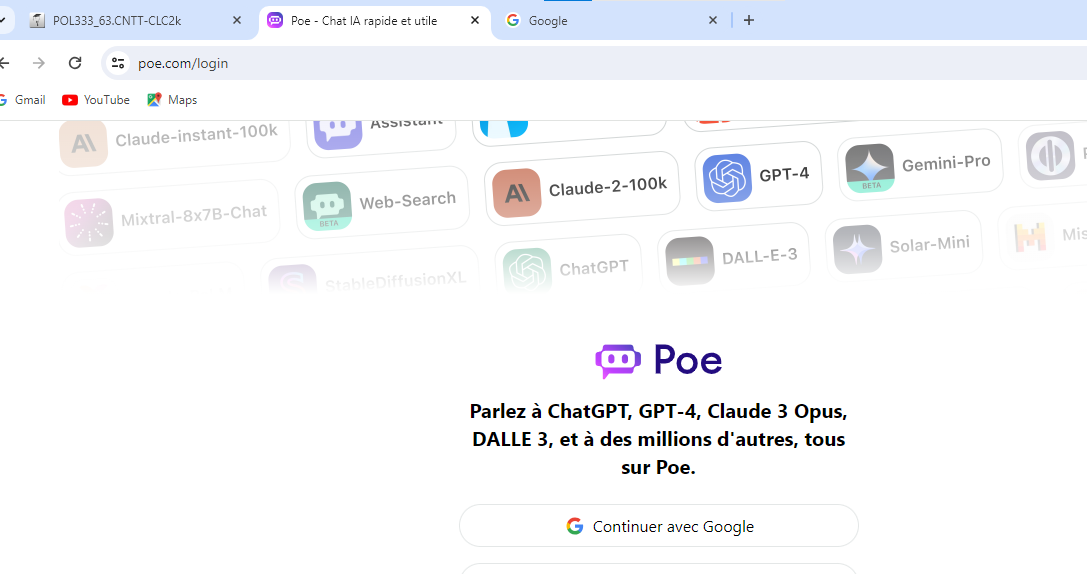 POL333_63.CNTT-CLC2k
Poe - Chat IA rapide et utile
Google
poe.com/login
Gmail
YouTube
Maps
Claude-instant-100k
Assistant
Claude-2-100k
GPT-4
Gemini-Pro
BETA
Mixtral-8x7B-Chat
Web-Search
BETA
StableDiffusionXL
ChatGPT
DALL-E-3
Solar-Mini
Poe
Parlez à ChatGPT, GPT-4, Claude 3 Opus,
DALLE 3, et à des millions d'autres, tous
sur Poe.
Continuer avec Google